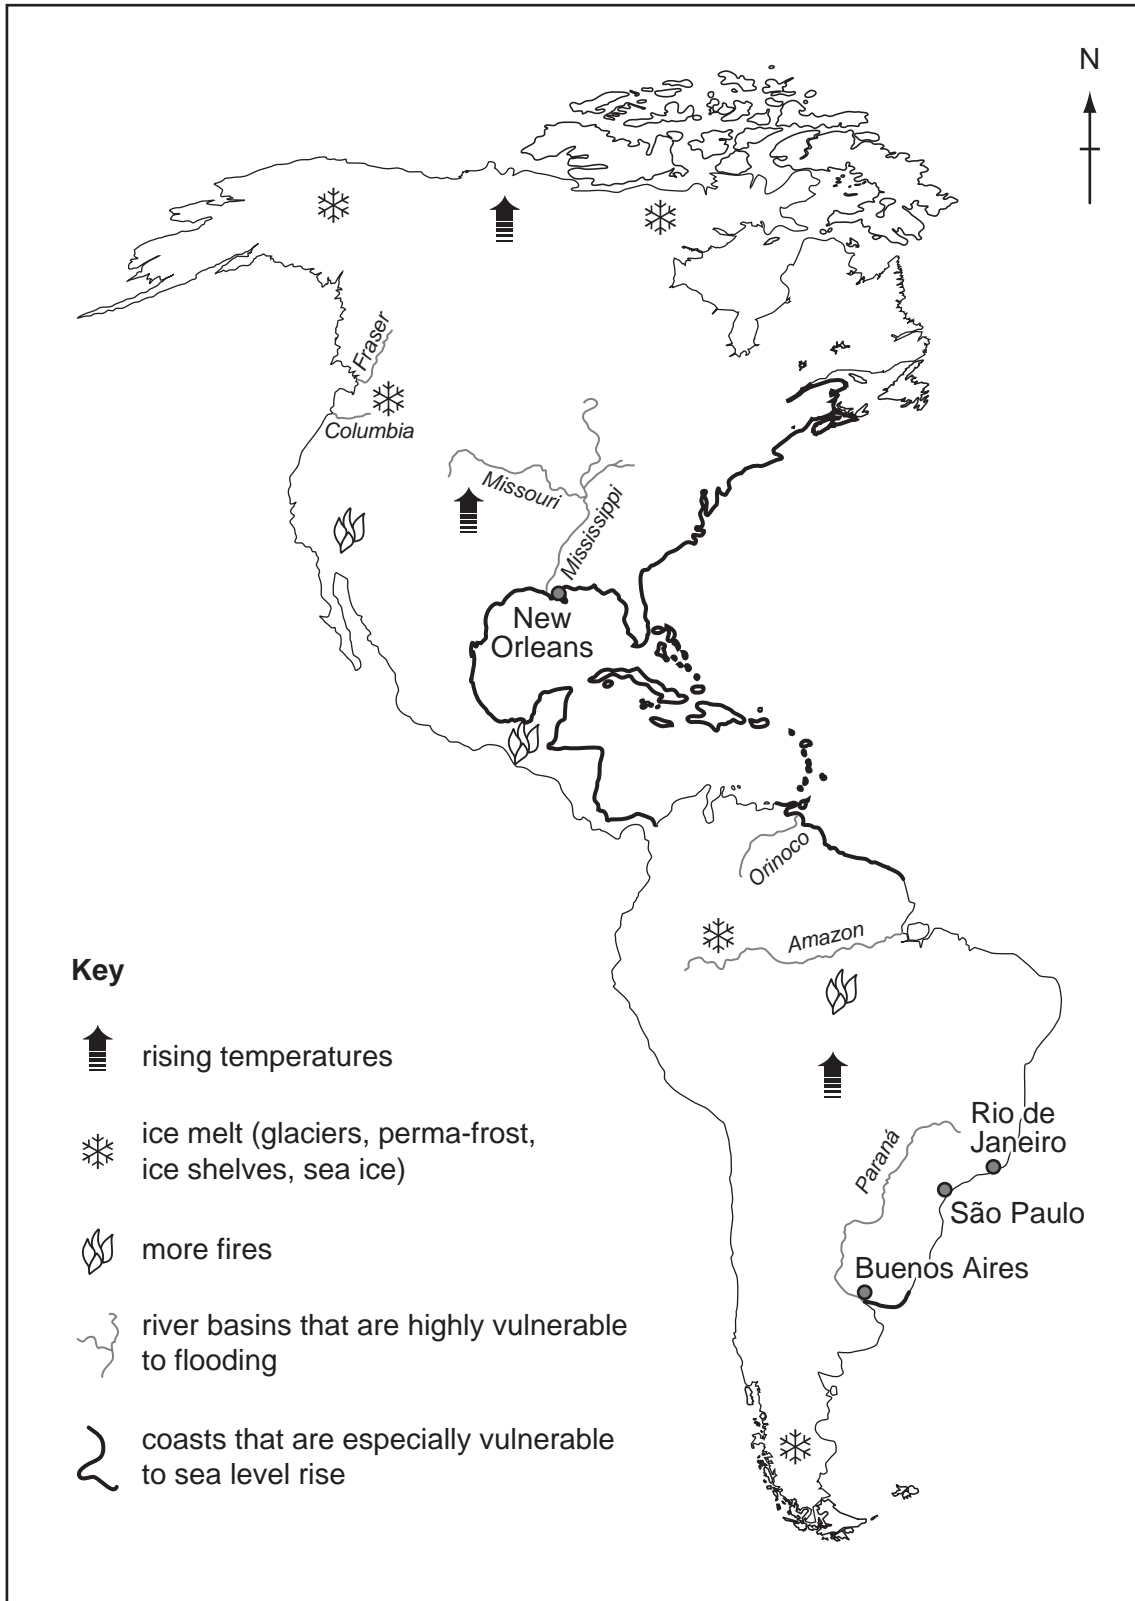 N
Fraser
Columbia
Missouri
Mississippi
New
Orleans
Orinoco
Amazon
Key
rising temperatures
ice melt (glaciers, perma-frost,
ice shelves, sea ice)
more fires
river basins that are highly vulnerable
to flooding
coasts that are especially vulnerable
to sea level rise
Rio de
Janeiro
Paraná
São Paulo
Buenos Aires